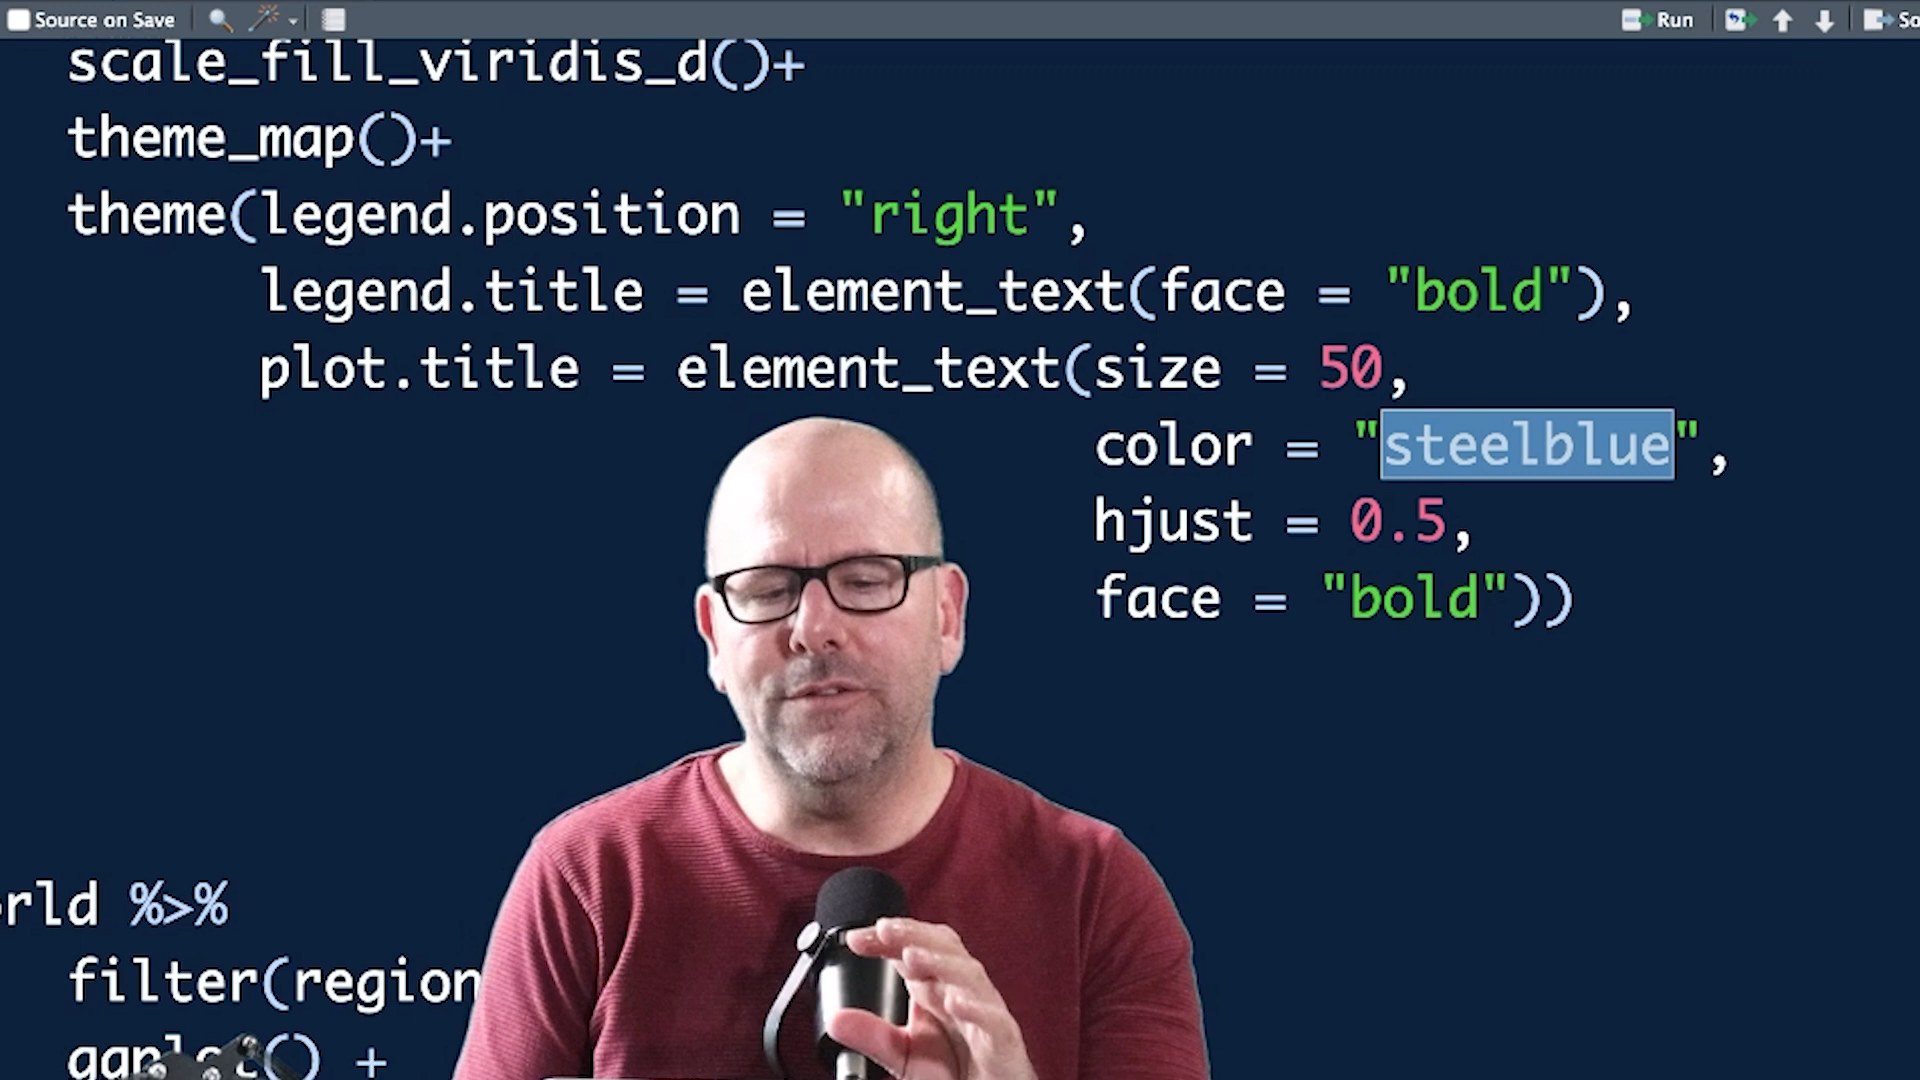 Source on Save
Run
scale_fill_viridis_d()+
theme_map()+
theme(legend.position = "right",
legend.title = element_text(face = "bold"),
plot.title = element_text(size = 50,
color = "steelblue",
hjust = 0.5,
face = "bold"))
%>%
filter(region
+